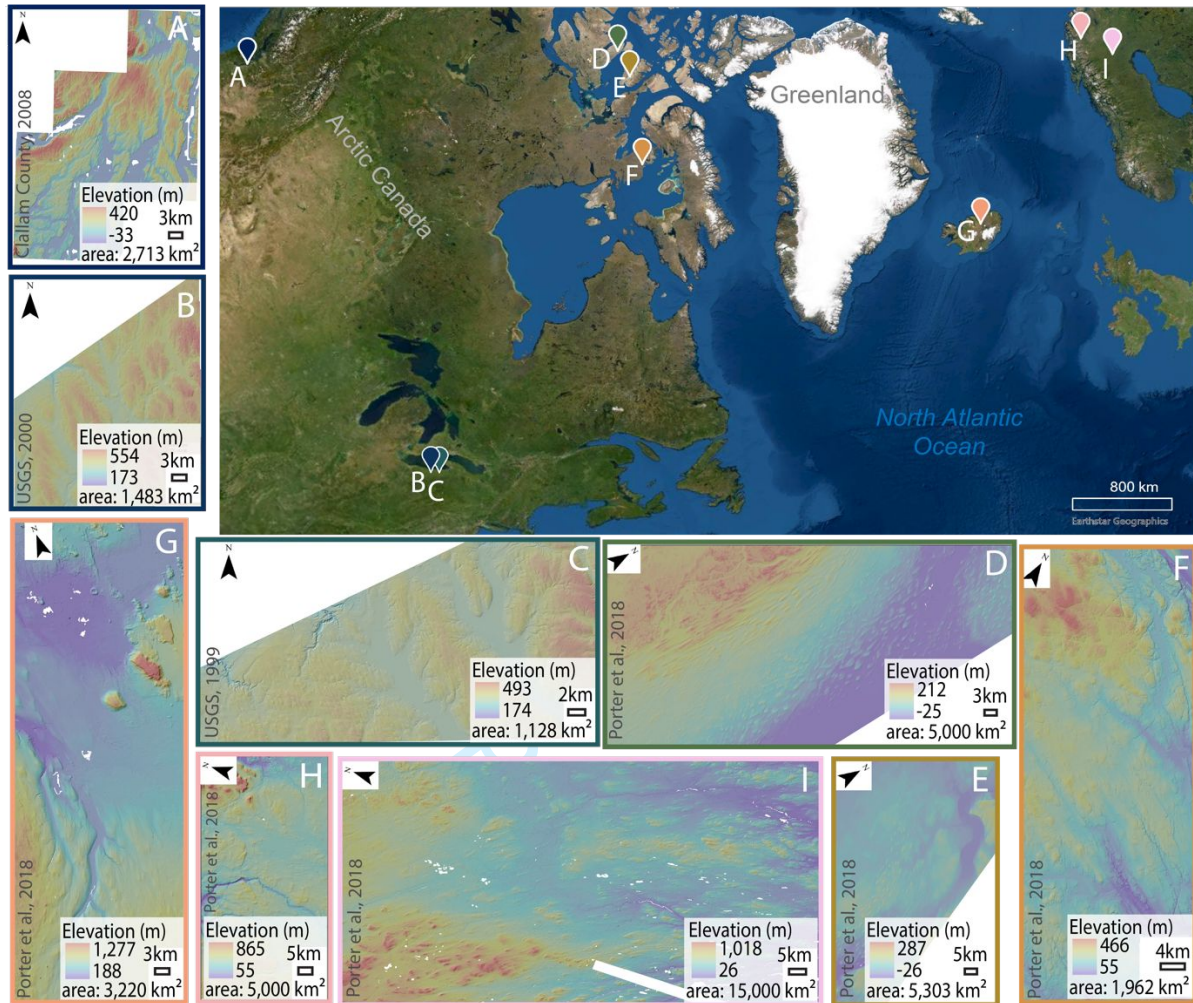 A
N
Clallam County, 2008
Elevation (m)
420
-33
3km
area: 2,713 km²
B
N
USGS, 2000
Elevation (m)
554
173
3km
area: 1,483 km²
A
D
E
F
Arctic Canada
Greenland
G
H
I
B
C
North Atlantic
Ocean
800 km
Earthstar Geographics
G
N
Porter et al., 2018
Elevation (m)
1,277
188
3km
area: 3,220 km²
C
N
USGS, 1999
Elevation (m)
493
174
2km
area: 1,128 km²
D
N
Porter et al., 2018
Elevation (m)
212
-25
3km
area: 5,000 km²
F
N
Porter et al., 2018
Elevation (m)
466
55
4km
area: 1,962 km²
H
N
Porter et al., 2018
Elevation (m)
865
55
5km
area: 5,000 km²
I
N
Porter et al., 2018
Elevation (m)
1,018
26
5km
area: 15,000 km²
E
N
Porter et al., 2018
Elevation (m)
287
-26
5km
area: 5,303 km²